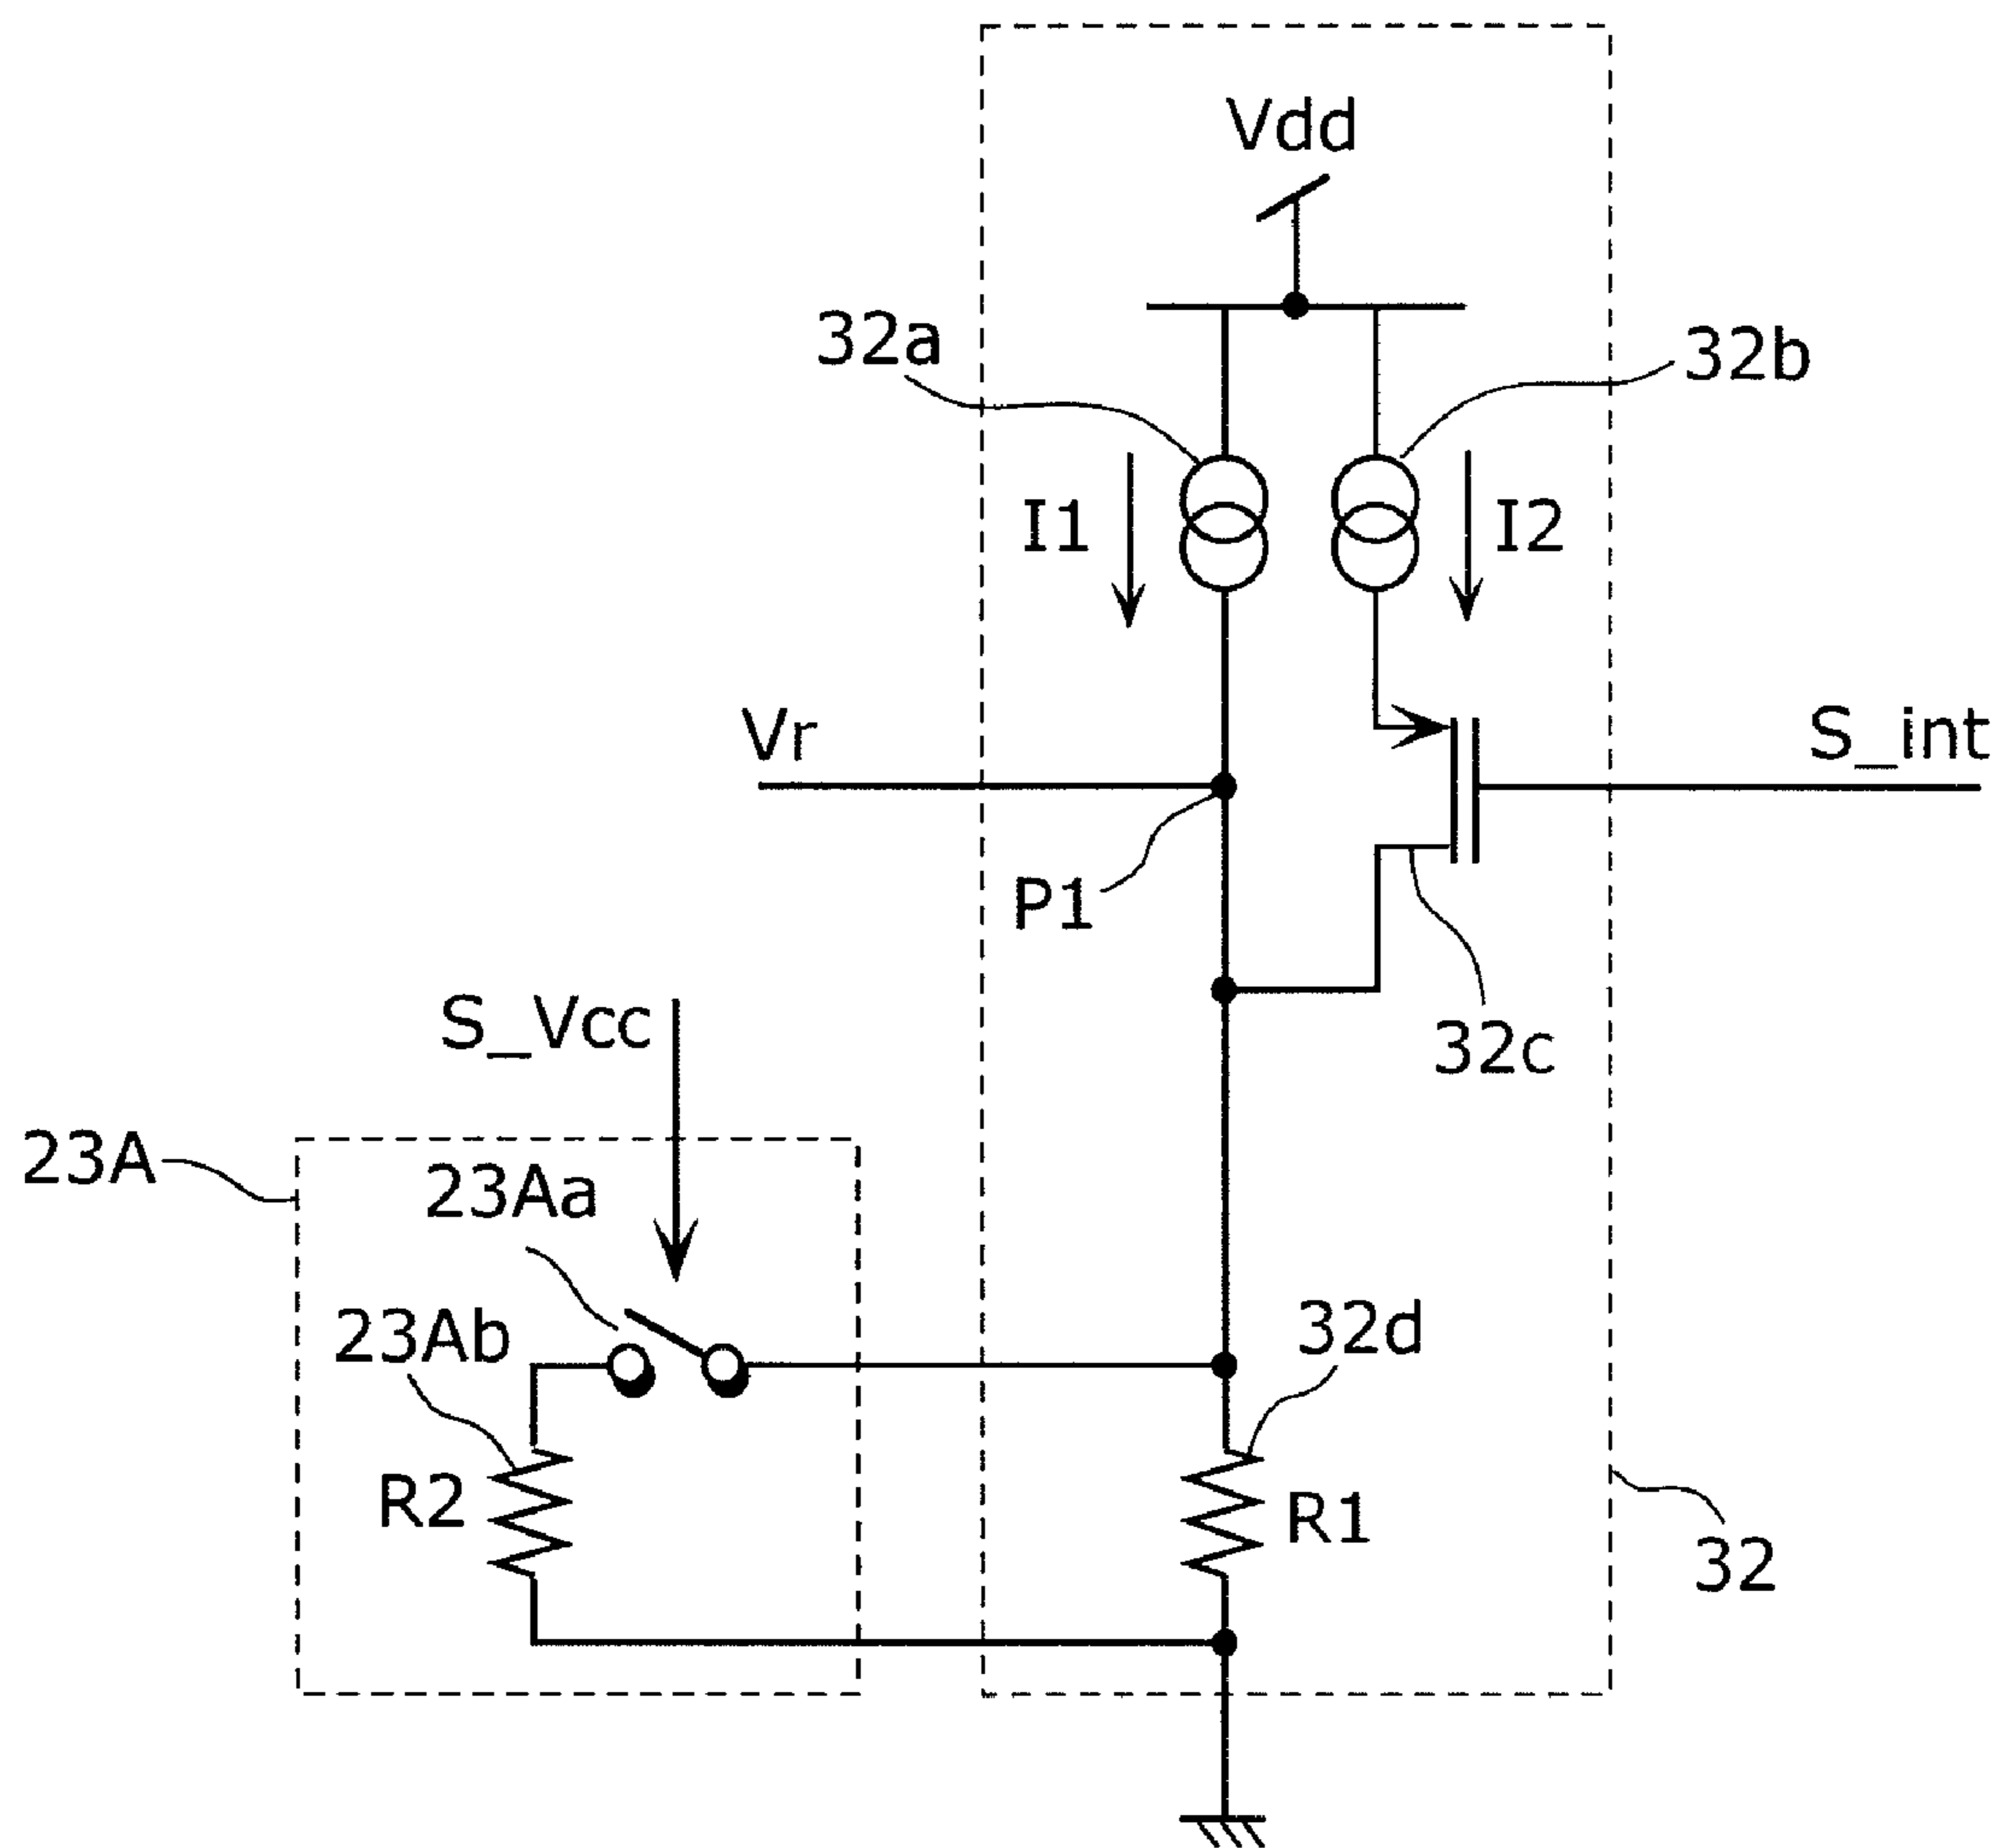 Vdd
32a
32b
I1
I2
Vr
S_int
P1
S_Vcc
32c
23A
23Aa
23Ab
32d
R2
R1
32